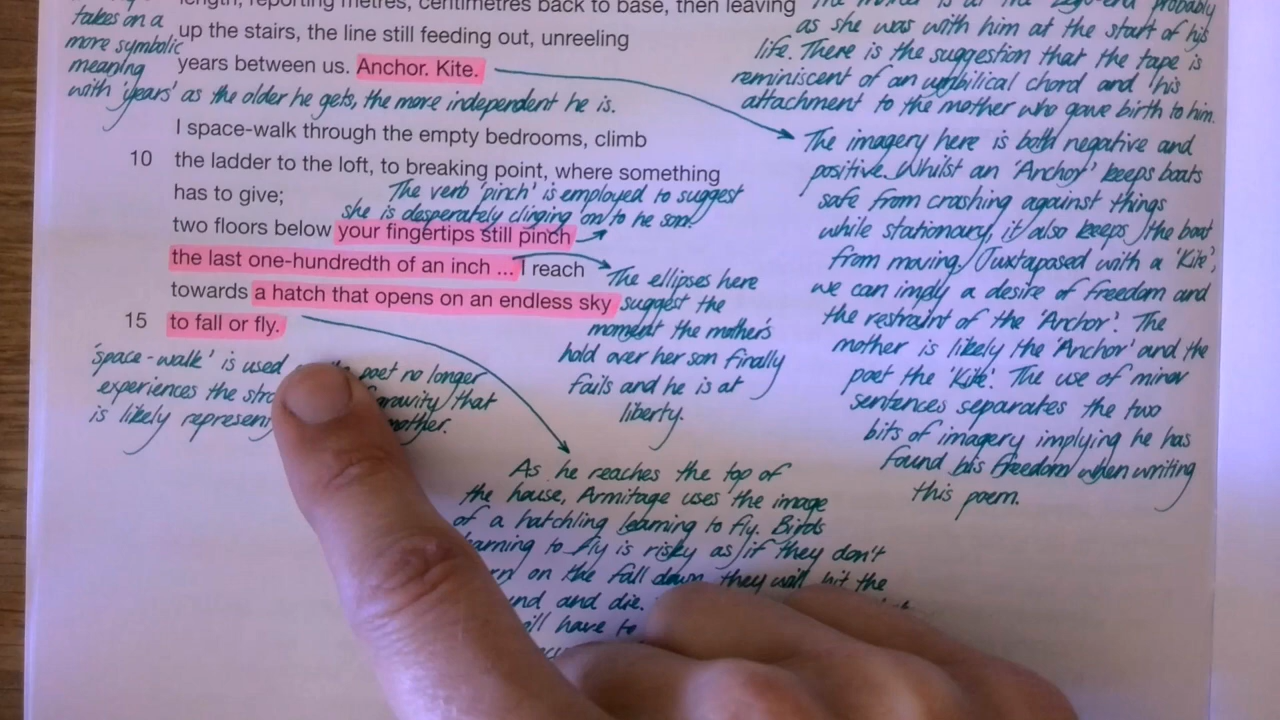 length, reporting metres, centimetres back to base, then leaving
up the stairs, the line still feeding out, unreeling
years between us. Anchor. Kite.
takes on a
more symbolic
meaning
with 'years' as the older he gets, the more independent he is.
I space-walk through the empty bedrooms, climb
10 the ladder to the loft, to breaking point, where something
has to give;
The verb 'pinch' is employed to suggest
she is desperately clinging on to he son.
two floors below your fingertips still pinch
the last one-hundredth of an inch ... I reach
towards a hatch that opens on an endless sky
15 to fall or fly.
The ellipses here
suggest the
moment the mother's
hold over her son finally
fails and he is at
liberty.
'space-walk' is used poet no longer
experiences the gravity that
is likely mother.
As he reaches the top of
the house, Armitage uses the image
of a hatchling learning to fly. Birds
to fly is risky as if they don't
on the fall down they will hit the
and die.
have to
probably
as she was with him at the start of his
life. There is the suggestion that the tape is
reminiscent of an umbilical chord and his
attachment to the mother who gave birth to him.
The imagery here is both negative and
positive. Whilst an 'Anchor' keeps boats
safe from crashing against things
while stationary, it also keeps the boat
from moving. Juxtaposed with a 'Kite',
we can imply a desire of freedom and
the restraint of the 'Anchor'. The
mother is likely the 'Anchor' and the
poet the 'Kite'. The use of minor
sentences separates the two
bits of imagery implying he has
found his freedom when writing
this poem.